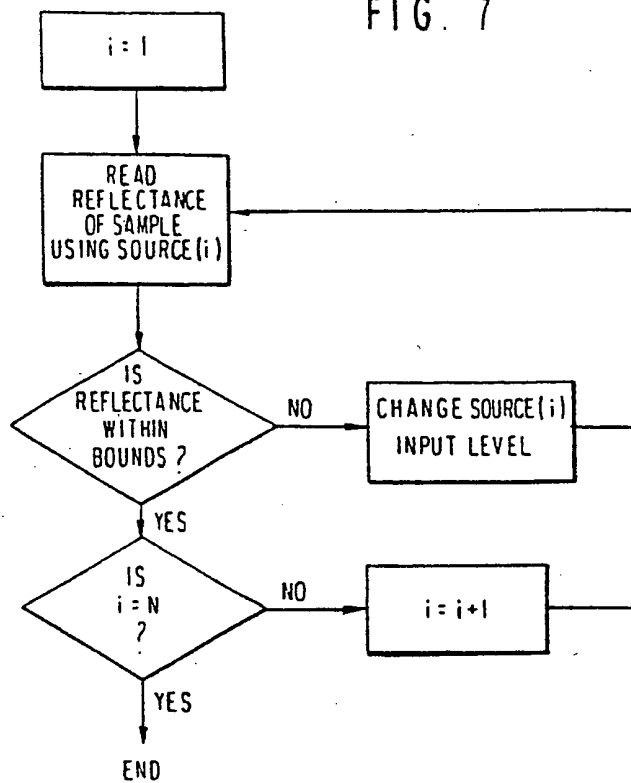 FIG. 7
i = 1
READ
REFLECTANCE
OF SAMPLE
USING SOURCE(i)
IS
REFLECTANCE
WITHIN
BOUNDS ?
NO
CHANGE SOURCE(i)
INPUT LEVEL
YES
IS
i = N
?
NO
i = i+1
YES
END